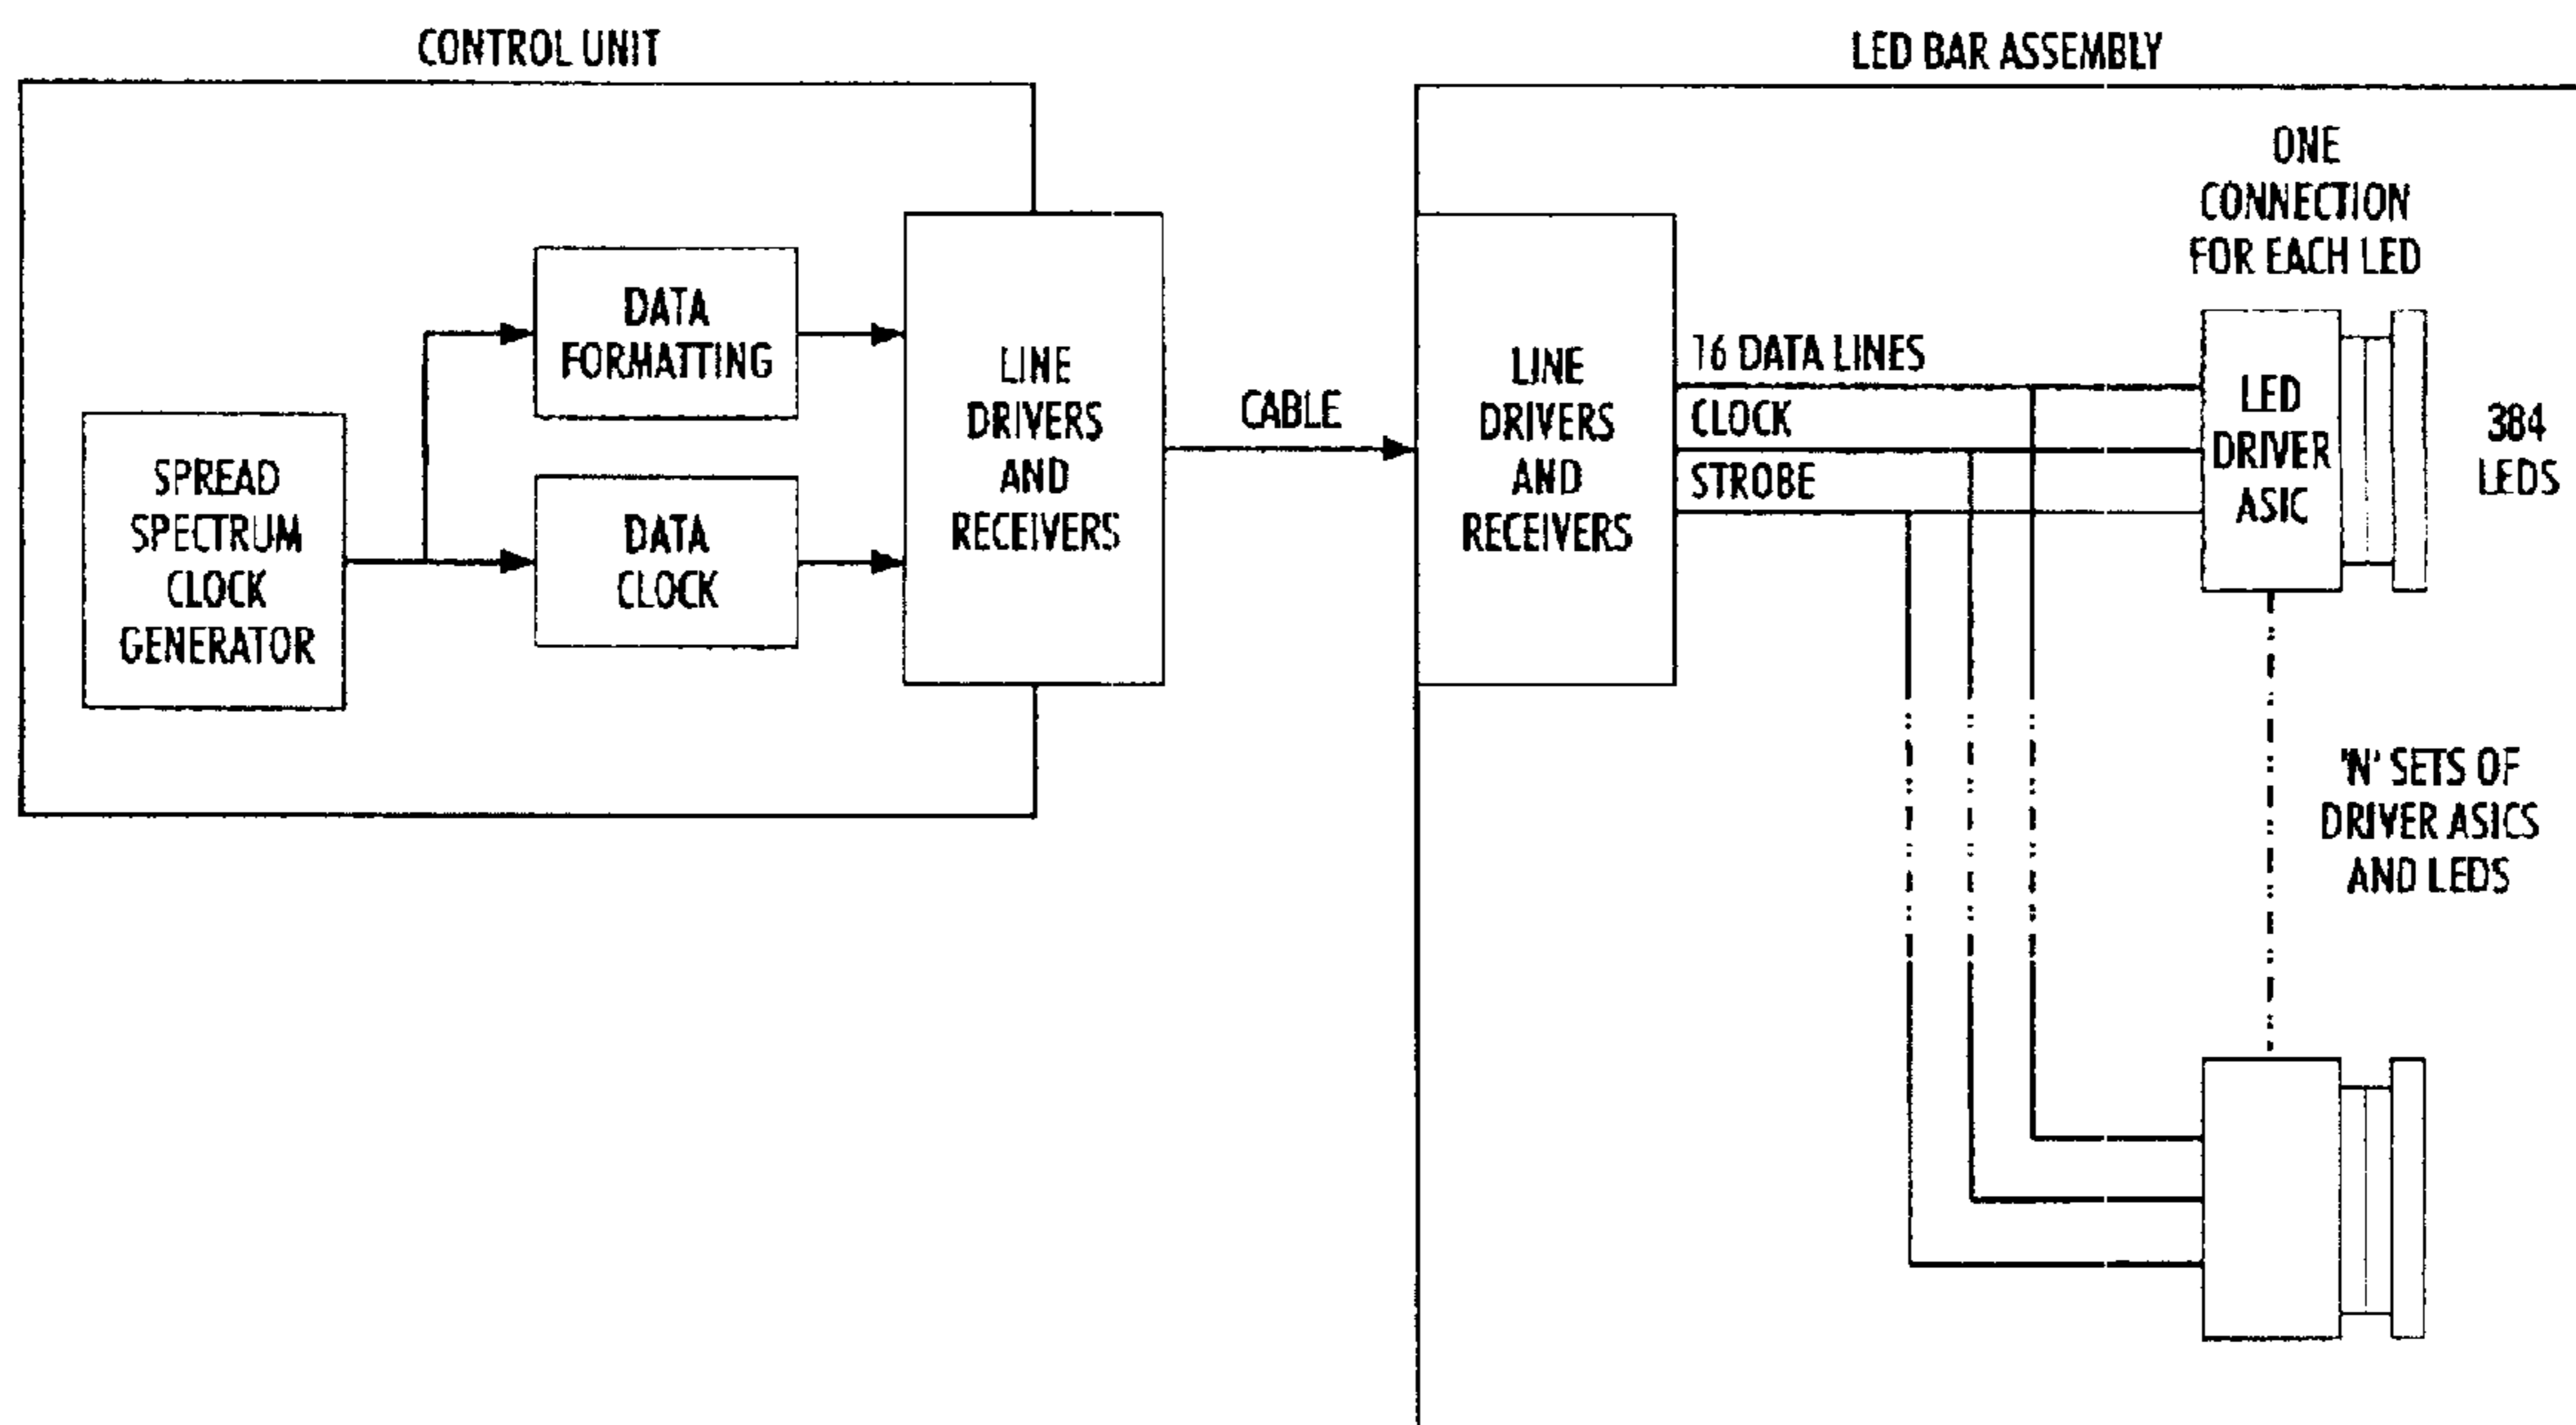 CONTROL UNIT
SPREAD
SPECTRUM
CLOCK
GENERATOR
DATA
FORMATTING
DATA
CLOCK
LINE
DRIVERS
AND
RECEIVERS
CABLE
LED BAR ASSEMBLY
LINE
DRIVERS
AND
RECEIVERS
16 DATA LINES
CLOCK
STROBE
ONE
CONNECTION
FOR EACH LED
LED
DRIVER
ASIC
384
LEDS
'N' SETS OF
DRIVER ASICS
AND LEDS